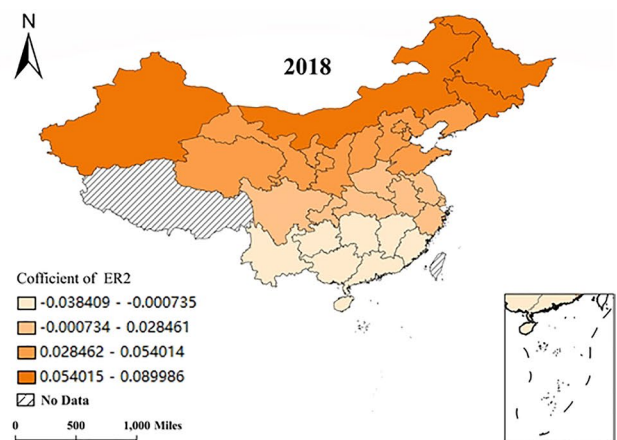 N
2018
Cofficient of ER2
-0.038409 - -0.000735
-0.000734 - 0.028461
0.028462 - 0.054014
0.054015 - 0.089986
No Data
0 500 1,000 Miles